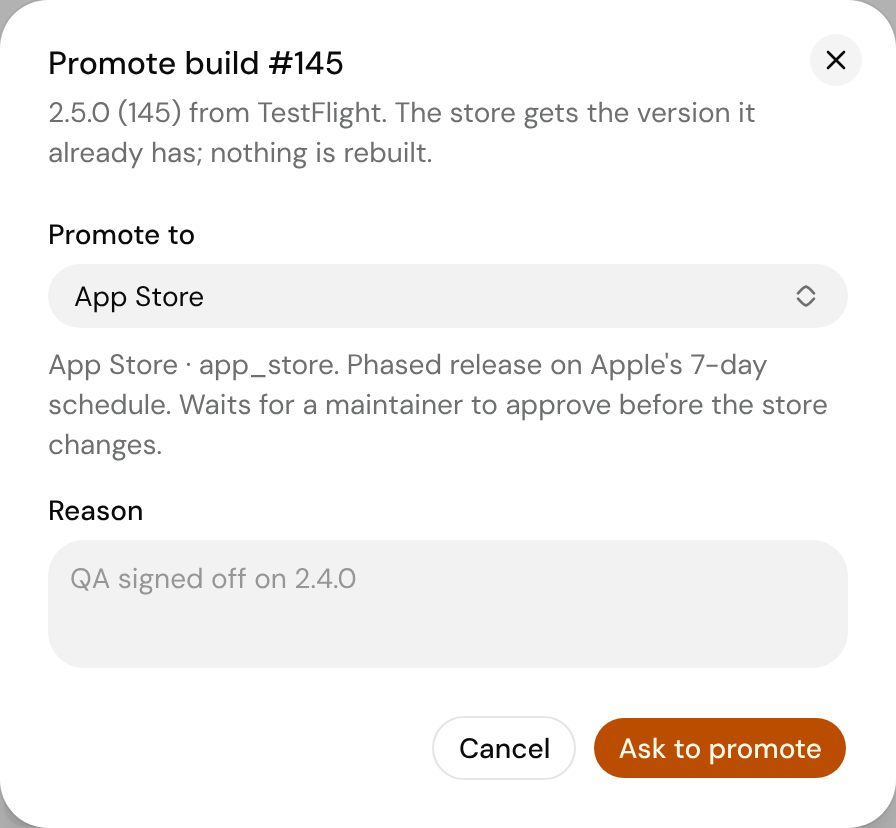 Promote build #145
2.5.0 (145) from TestFlight. The store gets the version it
already has; nothing is rebuilt.
Promote to
App Store
App Store · app_store. Phased release on Apple's 7-day
schedule. Waits for a maintainer to approve before the store
changes.
Reason
QA signed off on 2.4.0
Cancel
Ask to promote